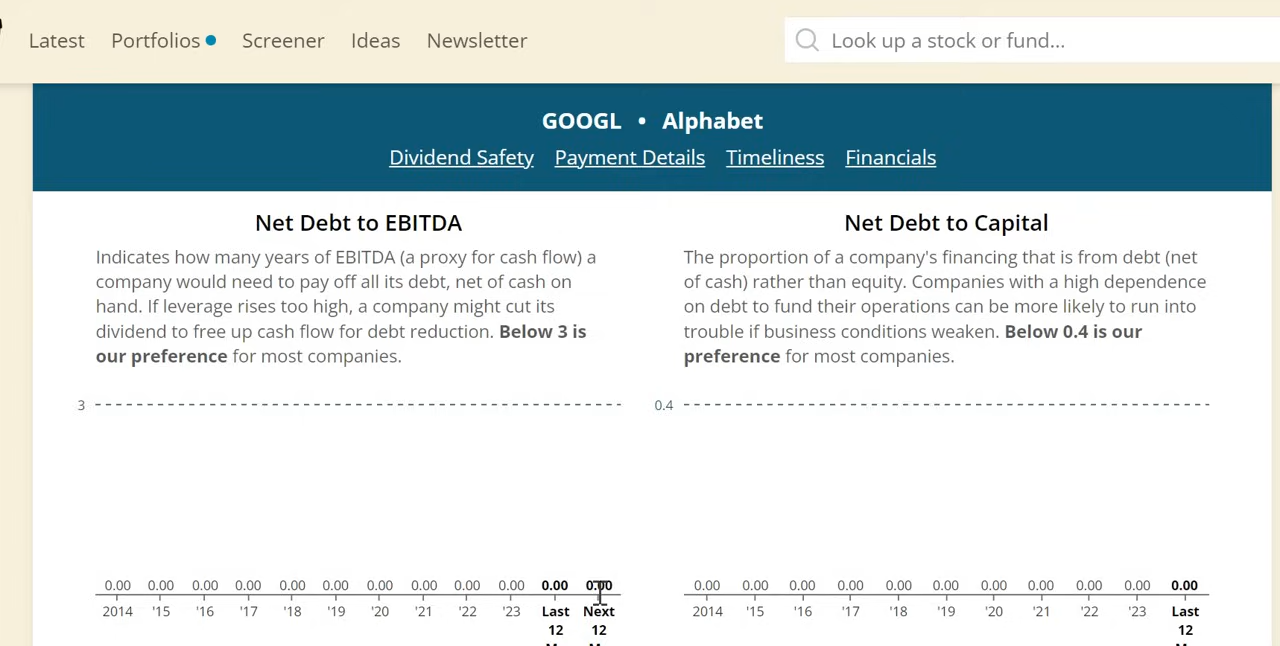 Latest Portfolios Screener Ideas Newsletter Look up a stock or fund...
GOOGL • Alphabet
Dividend Safety Payment Details Timeliness Financials
Net Debt to EBITDA
Indicates how many years of EBITDA (a proxy for cash flow) a
company would need to pay off all its debt, net of cash on
hand. If leverage rises too high, a company might cut its
dividend to free up cash flow for debt reduction. Below 3 is
our preference for most companies.
3
0.00 0.00 0.00 0.00 0.00 0.00 0.00 0.00 0.00 0.00 0.00 0.00
2014 '15 '16 '17 '18 '19 '20 '21 '22 '23 Last Next
12 12
Net Debt to Capital
The proportion of a company's financing that is from debt (net
of cash) rather than equity. Companies with a high dependence
on debt to fund their operations can be more likely to run into
trouble if business conditions weaken. Below 0.4 is our
preference for most companies.
0.4
0.00 0.00 0.00 0.00 0.00 0.00 0.00 0.00 0.00 0.00 0.00
2014 '15 '16 '17 '18 '19 '20 '21 '22 '23 Last
12